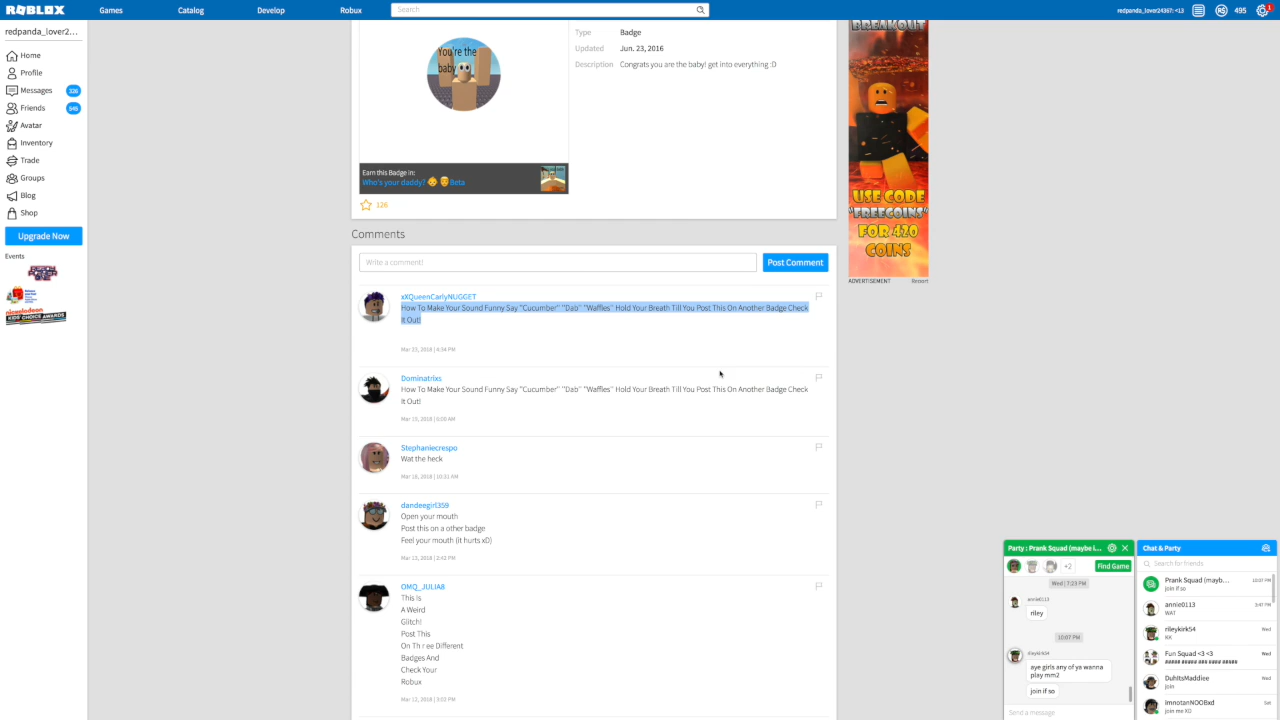 ROBLOX
Games
Catalog
Develop
Robux
Search
redpanda_lover24367: <13
495
1
redpanda_lover2...
Home
Profile
Messages
326
Friends
545
Avatar
Inventory
Trade
Groups
Blog
Shop
Upgrade Now
Events
nickelodeon
KIDS' CHOICE AWARDS
You're the
baby
Type
Badge
Updated
Jun. 23, 2016
Description
Congrats you are the baby! get into everything :D
Earn this Badge in:
Who's your daddy? 👶 👨 Beta
126
BREAKOUT
USE CODE
"FREECOINS"
FOR 420
COINS
ADVERTISEMENT
Report
Comments
Write a comment!
Post Comment
xXQueenCarlyNUGGET
How To Make Your Sound Funny Say "Cucumber" "Dab" "Waffles" Hold Your Breath Till You Post This On Another Badge Check
It Out!
Mar 23, 2018 | 4:34 PM
Dominatrixs
How To Make Your Sound Funny Say "Cucumber" "Dab" "Waffles" Hold Your Breath Till You Post This On Another Badge Check
It Out!
Mar 19, 2018 | 6:09 AM
Stephaniecrespo
Wat the heck
Mar 18, 2018 | 10:31 AM
dandeegirl359
Open your mouth
Post this on a other badge
Feel your mouth (it hurts xD)
Mar 13, 2018 | 2:42 PM
OMQ_JULIA8
This Is
A Weird
Glitch!
Post This
On Thr ee Different
Badges And
Check Your
Robux
Mar 12, 2018 | 3:02 PM
Party : Prank Squad (maybe i...
+2
Find Game
Wed | 7:23 PM
annie0113
riley
10:07 PM
rileykirk54
aye girls any of ya wanna
play mm2
join if so
Send a message
Chat & Party
Search for friends
Prank Squad (mayb...
10:07 PM
join if so
annie0113
3:47 PM
WAT
rileykirk54
Wed
KK
Fun Squad <3 <3
Wed
##### ##### ### #### #####
DuhItsMaddiee
Wed
join
ImnotanNOOBxd
Sat
join me XD